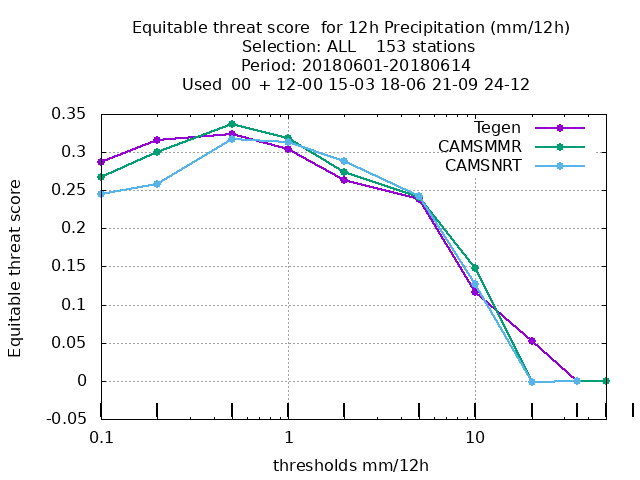 Equitable threat score  for 12h Precipitation (mm/12h)
Selection: ALL    153 stations
Period: 20180601-20180614
Used  00 + 12-00 15-03 18-06 21-09 24-12
Tegen
CAMSMMR
CAMSNRT
Equitable threat score
0.35
0.3
0.25
0.2
0.15
0.1
0.05
0
-0.05
0.1
1
10
thresholds mm/12h